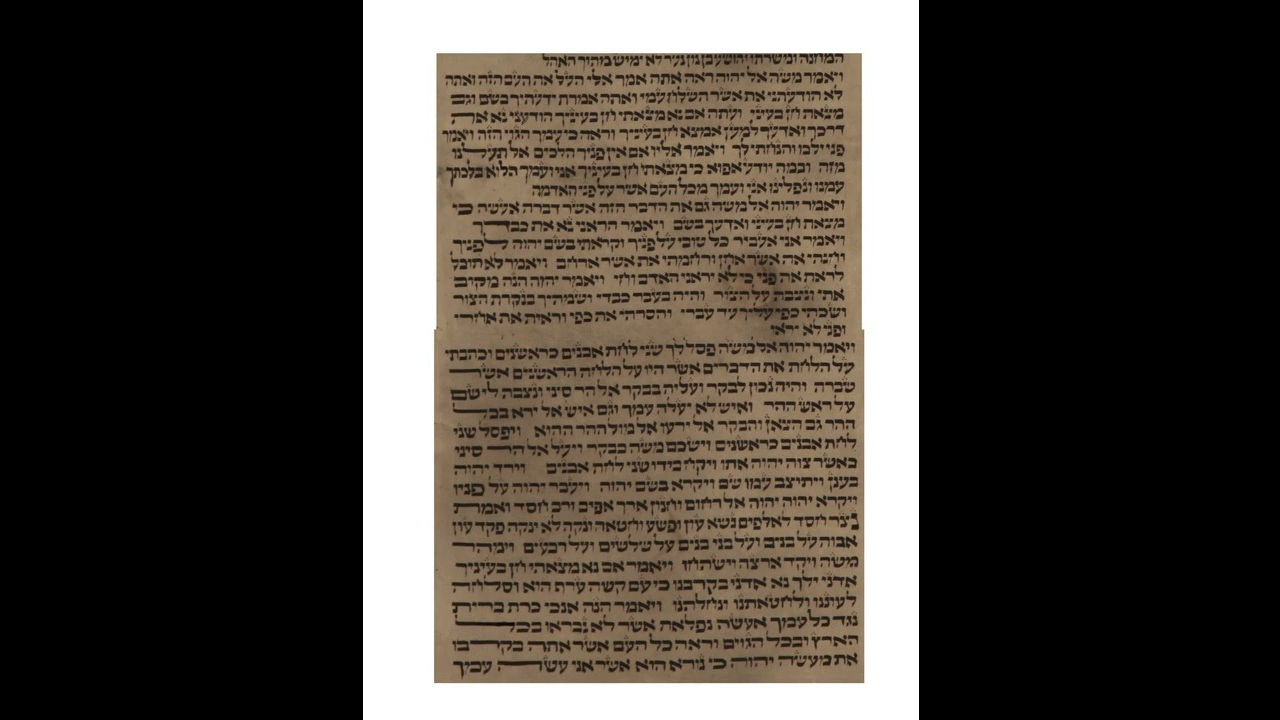 המחנה ומשרתו יהושע בן נון נער לא ימיש מתוך האהל
ויאמר משה אל יהוה ראה אתה אמר אלי העל את העם הזה ואתה
לא הודעתני את אשר תשלח עמי ואתה אמרת ידעתיך בשם וגם
מצאת חן בעיני ועתה אם נא מצאתי חן בעיניך הודעני נא את
דרכך ואדעך למען אמצא חן בעיניך וראה כי עמך הגוי הזה ויאמר
פני ילכו והנחתי לך ויאמר אליו אם אין פניך הלכים אל תעלנו
מזה ובמה יודע אפוא כי מצאתי חן בעיניך אני ועמך הלוא בלכתך
עמנו ונפלינו אני ועמך מכל העם אשר על פני האדמה
ויאמר יהוה אל משה גם את הדבר הזה אשר דברת אעשה כי
מצאת חן בעיני ואדעך בשם ויאמר הראני נא את כבדך
ויאמר אני אעביר כל טובי על פניך וקראתי בשם יהוה לפניך
וחנתי את אשר אחן ורחמתי את אשר ארחם ויאמר לא תוכל
לראת את פני כי לא יראני האדם וחי ויאמר יהוה הנה מקום
אתי ונצבת על הצור והיה בעבר כבדי ושמתיך בנקרת הצור
ושכתי כפי עליך עד עברי והסרתי את כפי וראית את אחרי
ופני לא יראו
ויאמר יהוה אל משה פסל לך שני לוחת אבנים כראשנים וכתבתי
על הלוחת את הדברים אשר היו על הלוחת הראשנים אשר
שברת והיה נכון לבקר ועלית בבקר אל הר סיני ונצבת לי שם
על ראש ההר ואיש לא יעלה עמך וגם איש אל ירא בכל
ההר גם הצאן והבקר אל ירעו אל מול ההר ההוא ויפסל שני
לחת אבנים כראשנים וישכם משה בבקר ויעל אל הר סיני
כאשר צוה יהוה אתו ויקח בידו שני לחת אבנים וירד יהוה
בענן ויתיצב עמו שם ויקרא בשם יהוה ויעבר יהוה על פניו
ויקרא יהוה יהוה אל רחום וחנון ארך אפים ורב חסד ואמת
נצר חסד לאלפים נשא עון ופשע וחטאה ונקה לא ינקה פקד עון
אבות על בנים ועל בני בנים על שלשים ועל רבעים וימהר
משה ויקד ארצה וישתחו ויאמר אם נא מצאתי חן בעיניך
אדני ילך נא אדני בקרבנו כי עם קשה ערף הוא וסלחת
לעוננו ולחטאתנו ונחלתנו ויאמר הנה אנכי כרת ברית
נגד כל עמך אעשה נפלאת אשר לא נבראו בכל
הארץ ובכל הגוים וראה כל העם אשר אתה בקרבו
את מעשה יהוה כי נורא הוא אשר אני עשה עמך